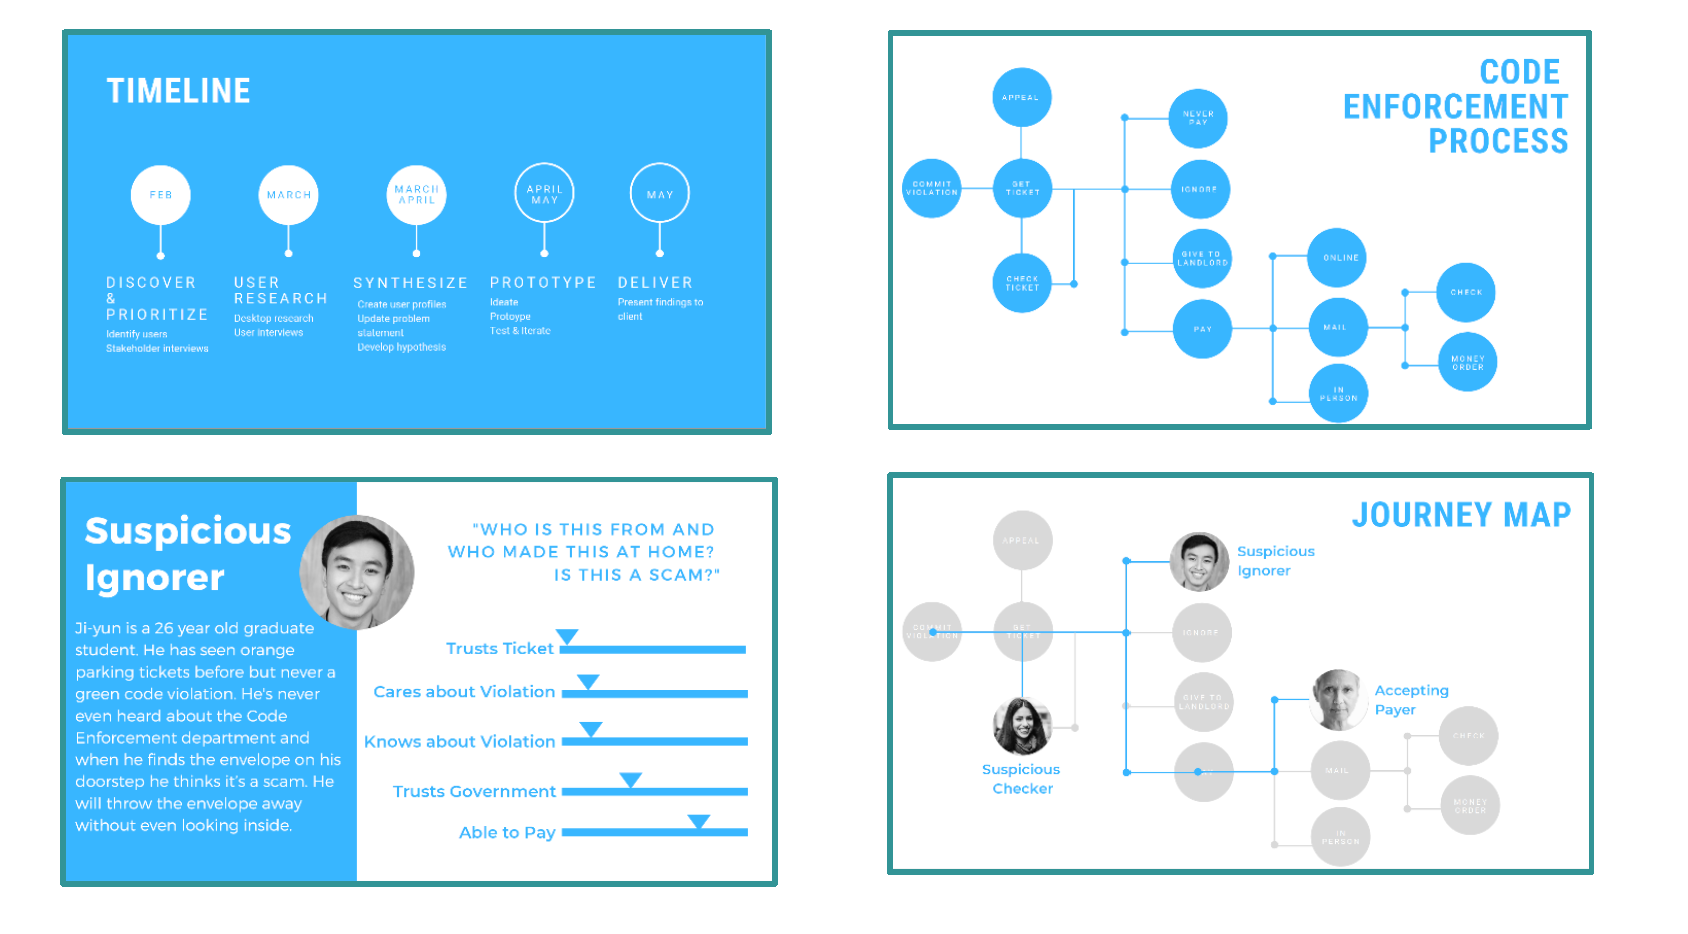 TIMELINE
FEB
MARCH
MARCH
APRIL
APRIL
MAY
MAY
DISCOVER
&
PRIORITIZE
Identify users
Stakeholder interviews
USER
RESEARCH
Desktop research
User interviews
SYNTHESIZE
Create user profiles
Update problem
statement
Develop hypothesis
PROTOTYPE
Ideate
Protoype
Test & Iterate
DELIVER
Present findings to
client
CODE
ENFORCEMENT
PROCESS
APPEAL
COMMIT
VIOLATION
GET
TICKET
CHECK
TICKET
NEVER
PAY
IGNORE
GIVE TO
LANDLORD
PAY
ONLINE
MAIL
IN
PERSON
CHECK
MONEY
ORDER
Suspicious
Ignorer
Ji-yun is a 26 year old graduate
student. He has seen orange
parking tickets before but never a
green code violation. He's never
even heard about the Code
Enforcement department and
when he finds the envelope on his
doorstep he thinks it's a scam. He
will throw the envelope away
without even looking inside.
"WHO IS THIS FROM AND
WHO MADE THIS AT HOME?
IS THIS A SCAM?"
Trusts Ticket
Cares about Violation
Knows about Violation
Trusts Government
Able to Pay
JOURNEY MAP
APPEAL
COMMIT
VIOLATION
GET
TICKET
Suspicious
Checker
Suspicious
Ignorer
IGNORE
GIVE TO
LANDLORD
Accepting
Payer
MAIL
IN
PERSON
CHECK
MONEY
ORDER